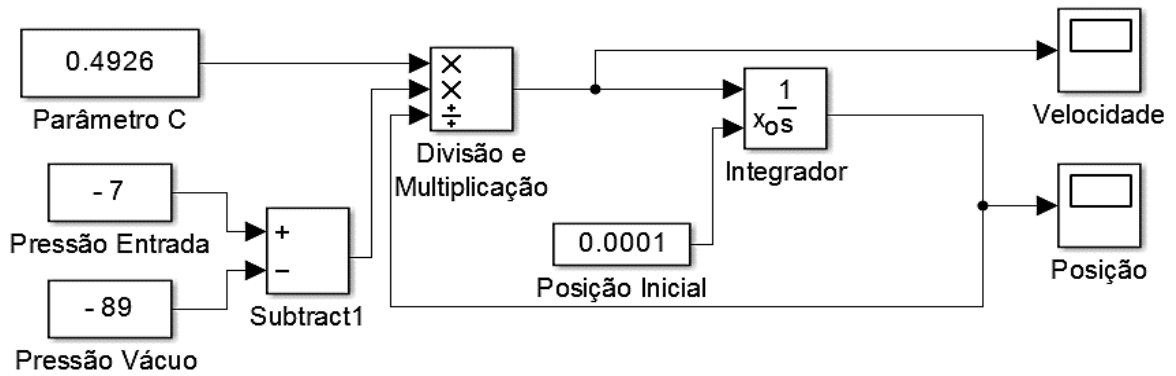 0.4926
Parâmetro C
- 7
Pressão Entrada
- 89
Pressão Vácuo
+
−
Subtract1
×
×
÷
Divisão e
Multiplicação
1
xo s
Integrador
0.0001
Posição Inicial
Velocidade
Posição